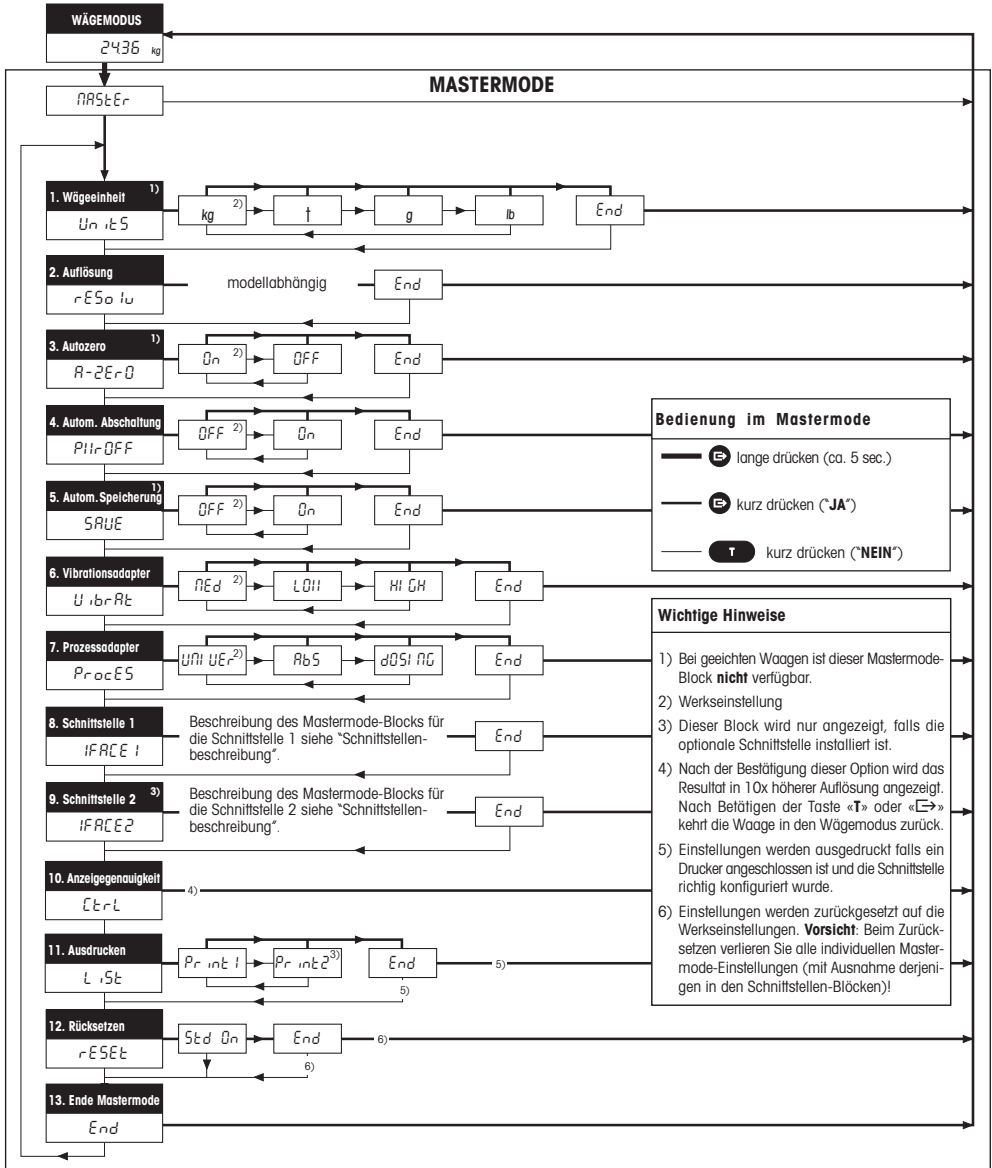 WÄGEMODUS
24.36 kg
MASTERMODE
MAStEr
1. Wägeeinheit 1)
UnitS
kg 2)
t
g
lb
End
2. Auflösung
rESolu
modellabhängig
End
3. Autozero 1)
A-ZErO
On 2)
OFF
End
4. Autom. Abschaltung
PWrOFF
OFF 2)
On
End
5. Autom.Speicherung 1)
SAVE
OFF 2)
On
End
6. Vibrationsadapter
VibrAt
MEd 2)
LOW
HIGH
End
7. Prozessadapter
ProcES
UNIVEr 2)
AbS
dOSING
End
8. Schnittstelle 1
IFACE1
Beschreibung des Mastermode-Blocks für
die Schnittstelle 1 siehe "Schnittstellen-
beschreibung".
End
9. Schnittstelle 2 3)
IFACE2
Beschreibung des Mastermode-Blocks für
die Schnittstelle 2 siehe "Schnittstellen-
beschreibung".
End
10. Anzeigegenauigkeit
CtrL
4)
11. Ausdrucken
LiSt
Print1
Print2 3)
End
5)
5)
12. Rücksetzen
rESEt
Std On
End
6)
6)
13. Ende Mastermode
End
Bedienung im Mastermode
lange drücken (ca. 5 sec.)
kurz drücken ("JA")
T kurz drücken ("NEIN")
Wichtige Hinweise
1) Bei geeichten Waagen ist dieser Mastermode-
Block nicht verfügbar.
2) Werkseinstellung
3) Dieser Block wird nur angezeigt, falls die
optionale Schnittstelle installiert ist.
4) Nach der Bestätigung dieser Option wird das
Resultat in 10x höherer Auflösung angezeigt.
Nach Betätigen der Taste «T» oder «»
kehrt die Waage in den Wägemodus zurück.
5) Einstellungen werden ausgedruckt falls ein
Drucker angeschlossen ist und die Schnittstelle
richtig konfiguriert wurde.
6) Einstellungen werden zurückgesetzt auf die
Werkseinstellungen. Vorsicht: Beim Zurück-
setzen verlieren Sie alle individuellen Master-
mode-Einstellungen (mit Ausnahme derjeni-
gen in den Schnittstellen-Blöcken)!